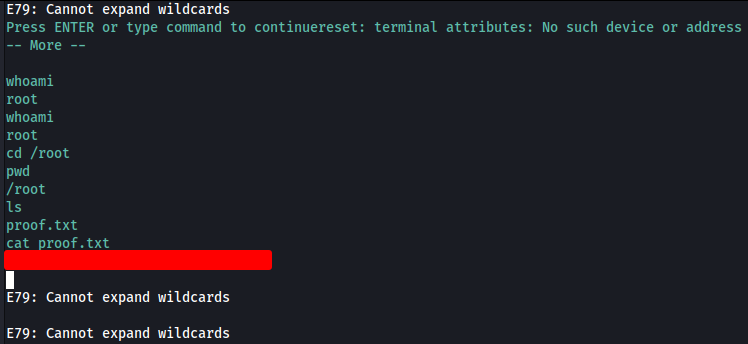 E79: Cannot expand wildcards
Press ENTER or type command to continuereset: terminal attributes: No such device or address
-- More --
whoami
root
whoami
root
cd /root
pwd
/root
ls
proof.txt
cat proof.txt
E79: Cannot expand wildcards
E79: Cannot expand wildcards